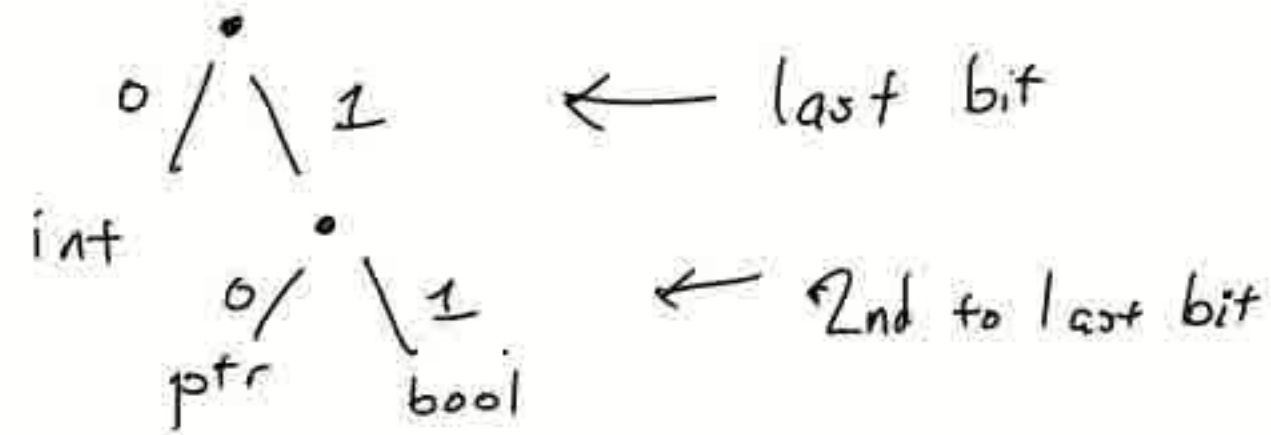 0 1 ← last bit
int
0 1 ← 2nd to last bit
ptr bool